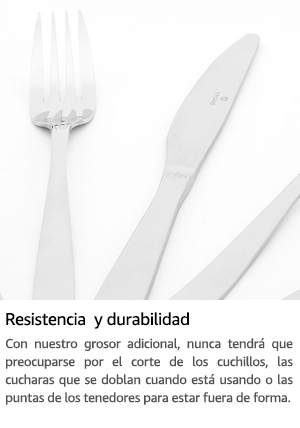 Resistencia y durabilidad
Con nuestro grosor adicional, nunca tendrá que
preocuparse por el corte de los cuchillos, las
cucharas que se doblan cuando está usando o las
puntas de los tenedores para estar fuera de forma.